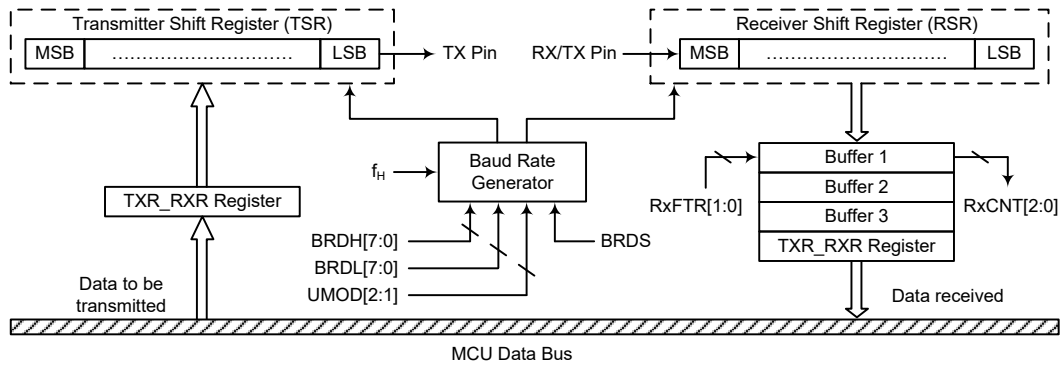 Transmitter Shift Register (TSR)
MSB ………………………… LSB
TX Pin
RX/TX Pin
Receiver Shift Register (RSR)
MSB ………………………… LSB
Baud Rate
Generator
fH
TXR_RXR Register
BRDH[7:0]
BRDL[7:0]
UMOD[2:1]
BRDS
Buffer 1
Buffer 2
Buffer 3
TXR_RXR Register
RxFTR[1:0]
RxCNT[2:0]
Data to be
transmitted
Data received
MCU Data Bus